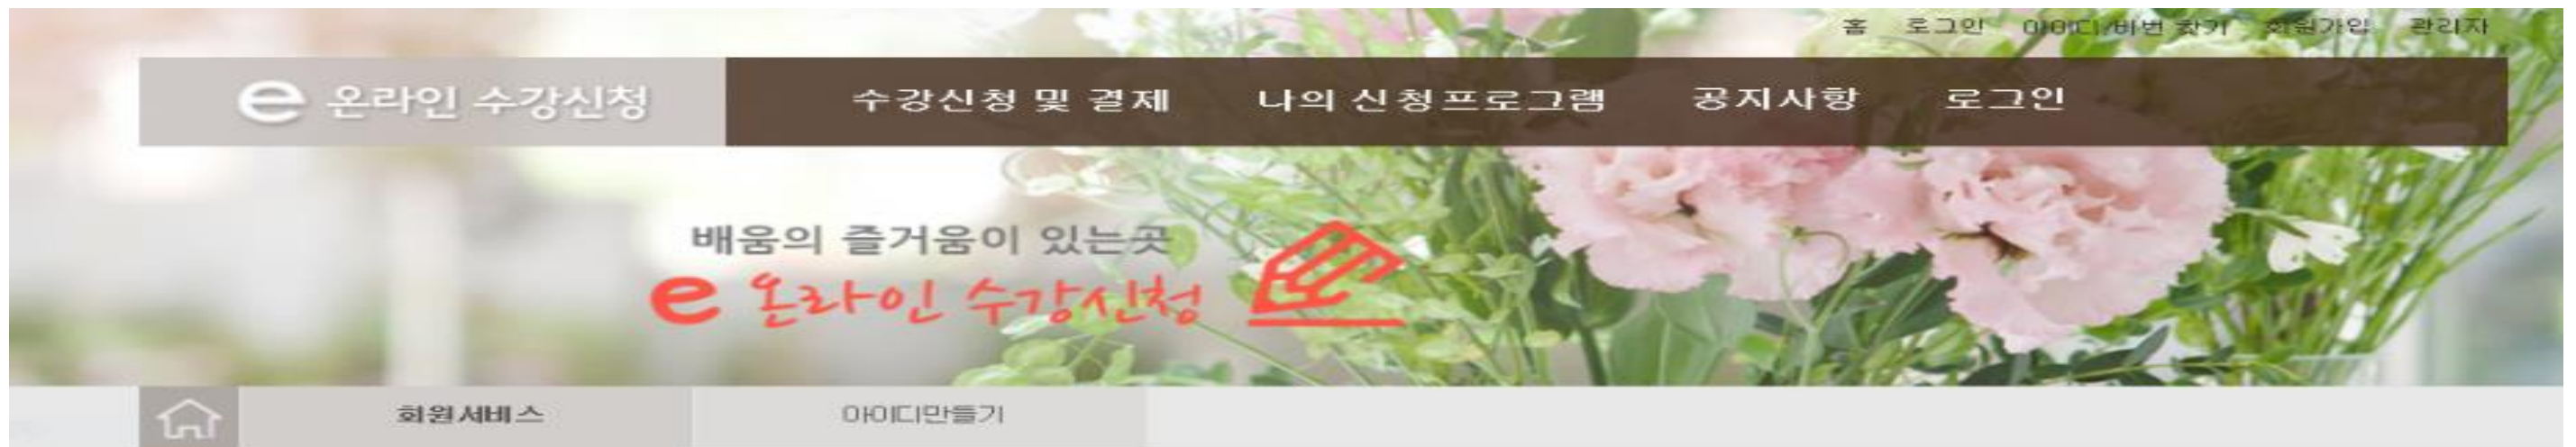 홈 로그인 아이디/비번 찾기 회원가입 관리자
e 온라인 수강신청 수강신청 및 결제 나의 신청프로그램 공지사항 로그인
배움의 즐거움이 있는곳
e 온라인 수강신청
회원서비스 아이디만들기